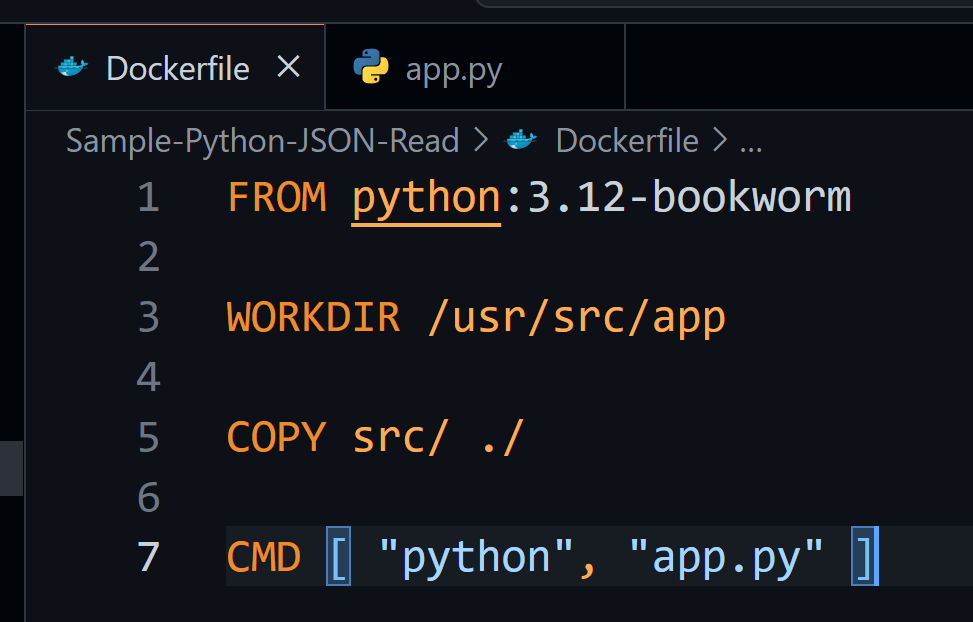 Dockerfile
app.py
Sample-Python-JSON-Read > Dockerfile > ...
1 FROM python:3.12-bookworm
2
3 WORKDIR /usr/src/app
4
5 COPY src/ ./
6
7 CMD [ "python", "app.py" ]